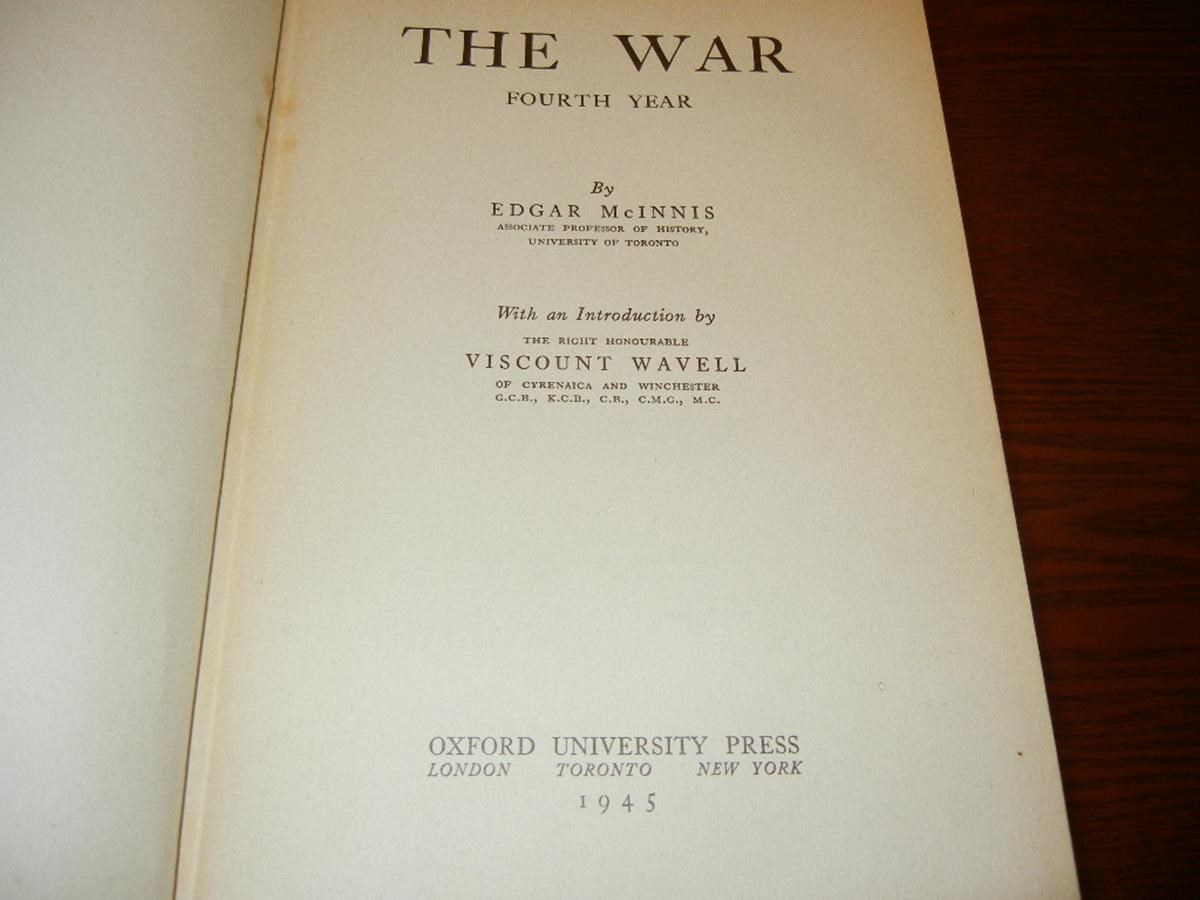 THE WAR
FOURTH YEAR
By
EDGAR McINNIS
ASSOCIATE PROFESSOR OF HISTORY,
UNIVERSITY OF TORONTO
With an Introduction by
THE RIGHT HONOURABLE
VISCOUNT WAVELL
OF CYRENAICA AND WINCHESTER
G.C.B., K.C.B., C.B., C.M.G., M.C.
OXFORD UNIVERSITY PRESS
LONDON TORONTO NEW YORK
1945